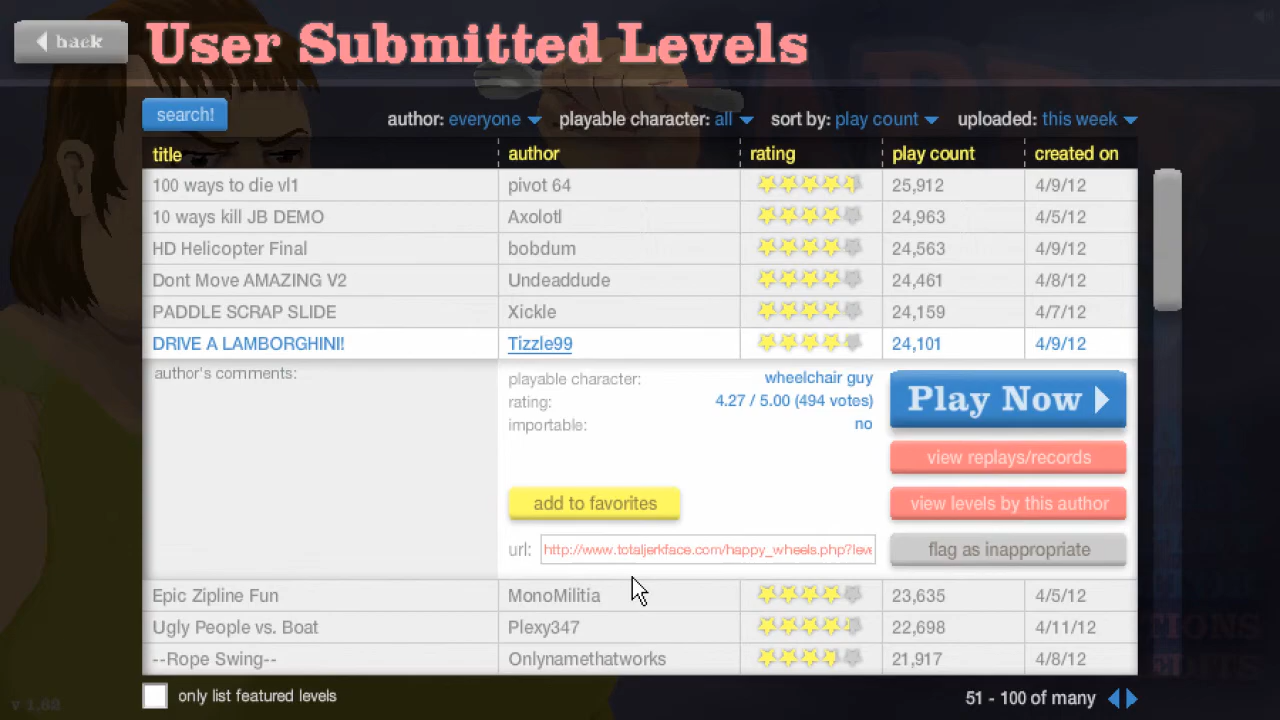 back
User Submitted Levels
search!
author: everyone playable character: all sort by: play count uploaded: this week
title author rating play count created on
100 ways to die vl1 pivot 64 25,912 4/9/12
10 ways kill JB DEMO Axolotl 24,963 4/5/12
HD Helicopter Final bobdum 24,563 4/9/12
Dont Move AMAZING V2 Undeaddude 24,461 4/8/12
PADDLE SCRAP SLIDE Xickle 24,159 4/7/12
DRIVE A LAMBORGHINI! Tizzle99 24,101 4/9/12
author's comments:
playable character: wheelchair guy
rating: 4.27 / 5.00 (494 votes)
importable: no
Play Now
view replays/records
add to favorites
view levels by this author
url: http://www.totaljerkface.com/happy_wheels.php?leve
flag as inappropriate
Epic Zipline Fun MonoMilitia 23,635 4/5/12
Ugly People vs. Boat Plexy347 22,698 4/11/12
--Rope Swing-- Onlynamethatworks 21,917 4/8/12
only list featured levels
51 - 100 of many
v 1.62